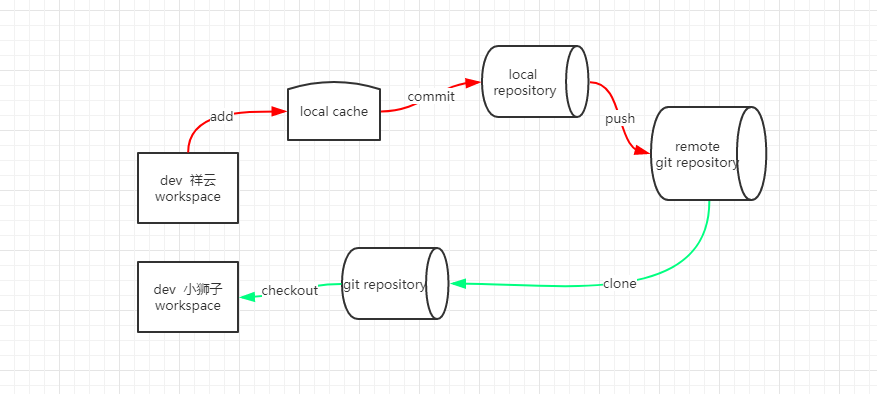 local
repository
commit
local cache
add
push
remote
git repository
dev 祥云
workspace
dev 小狮子
workspace
checkout
git repository
clone